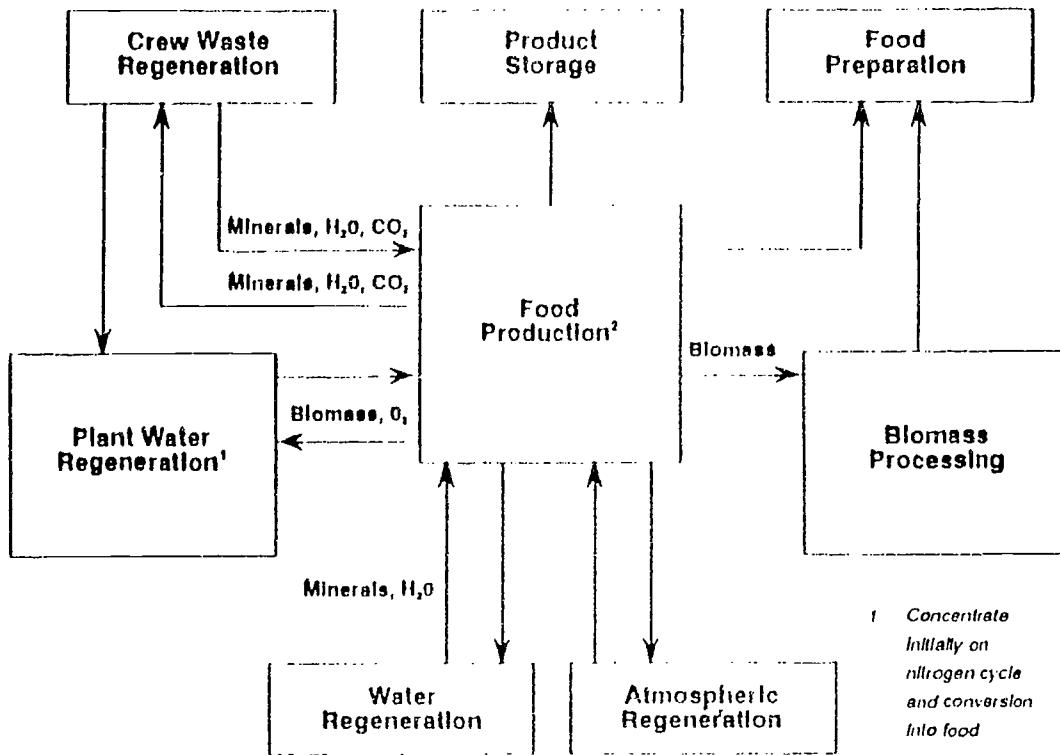 Crew Waste
Regeneration
Product
Storage
Food
Preparation
Minerals, H₂O, CO₂
Minerals, H₂O, CO₂
Food
Production²
Biomass
Biomass, O₂
Plant Water
Regeneration¹
Biomass
Processing
Minerals, H₂O
Water
Regeneration
Atmospheric
Regeneration
1 Concentrate
initially on
nitrogen cycle
and conversion
into food